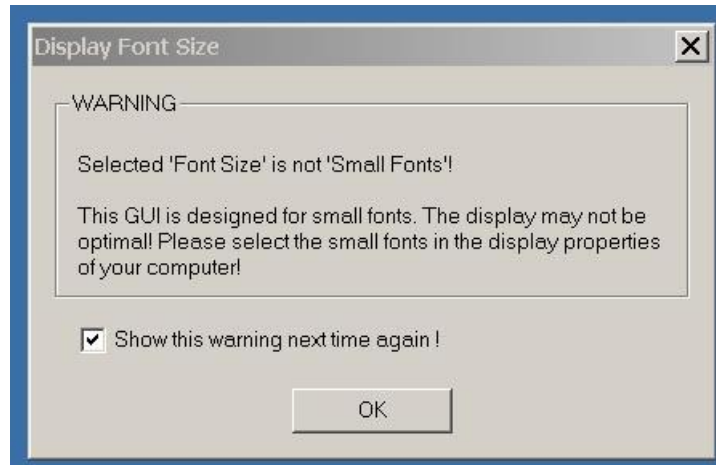 Display Font Size
WARNING
Selected 'Font Size' is not 'Small Fonts'!
This GUI is designed for small fonts. The display may not be
optimal! Please select the small fonts in the display properties
of your computer!
Show this warning next time again !
OK